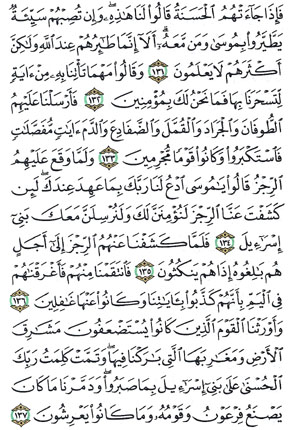 فَإِذَا جَآءَتْهُمُ ٱلْحَسَنَةُ قَالُوا۟ لَنَا هَٰذِهِۦ ۖ وَإِن تُصِبْهُمْ سَيِّئَةٌ
يَطَّيَّرُوا۟ بِمُوسَىٰ وَمَن مَّعَهُۥٓ ۗ أَلَآ إِنَّمَا طَٰٓئِرُهُمْ عِندَ ٱللَّهِ وَلَٰكِنَّ
أَكْثَرَهُمْ لَا يَعْلَمُونَ ١٣١ وَقَالُوا۟ مَهْمَا تَأْتِنَا بِهِۦ مِنْ ءَايَةٍ
لِّتَسْحَرَنَا بِهَا فَمَا نَحْنُ لَكَ بِمُؤْمِنِينَ ١٣٢ فَأَرْسَلْنَا عَلَيْهِمُ
ٱلطُّوفَانَ وَٱلْجَرَادَ وَٱلْقُمَّلَ وَٱلضَّفَادِعَ وَٱلدَّمَ ءَايَٰتٍ مُّفَصَّلَٰتٍ
فَٱسْتَكْبَرُوا۟ وَكَانُوا۟ قَوْمًا مُّجْرِمِينَ ١٣٣ وَلَمَّا وَقَعَ عَلَيْهِمُ
ٱلرِّجْزُ قَالُوا۟ يَٰمُوسَى ٱدْعُ لَنَا رَبَّكَ بِمَا عَهِدَ عِندَكَ ۖ لَئِن
كَشَفْتَ عَنَّا ٱلرِّجْزَ لَنُؤْمِنَنَّ لَكَ وَلَنُرْسِلَنَّ مَعَكَ بَنِىٓ
إِسْرَٰٓءِيلَ ١٣٤ فَلَمَّا كَشَفْنَا عَنْهُمُ ٱلرِّجْزَ إِلَىٰٓ أَجَلٍ
هُم بَٰلِغُوهُ إِذَا هُمْ يَنكُثُونَ ١٣٥ فَٱنتَقَمْنَا مِنْهُمْ فَأَغْرَقْنَٰهُمْ
فِى ٱلْيَمِّ بِأَنَّهُمْ كَذَّبُوا۟ بِـَٔايَٰتِنَا وَكَانُوا۟ عَنْهَا غَٰفِلِينَ ١٣٦
وَأَوْرَثْنَا ٱلْقَوْمَ ٱلَّذِينَ كَانُوا۟ يُسْتَضْعَفُونَ مَشَٰرِقَ
ٱلْأَرْضِ وَمَغَٰرِبَهَا ٱلَّتِى بَٰرَكْنَا فِيهَا ۖ وَتَمَّتْ كَلِمَتُ رَبِّكَ
ٱلْحُسْنَىٰ عَلَىٰ بَنِىٓ إِسْرَٰٓءِيلَ بِمَا صَبَرُوا۟ ۖ وَدَمَّرْنَا مَا كَانَ
يَصْنَعُ فِرْعَوْنُ وَقَوْمُهُۥ وَمَا كَانُوا۟ يَعْرِشُونَ ١٣٧